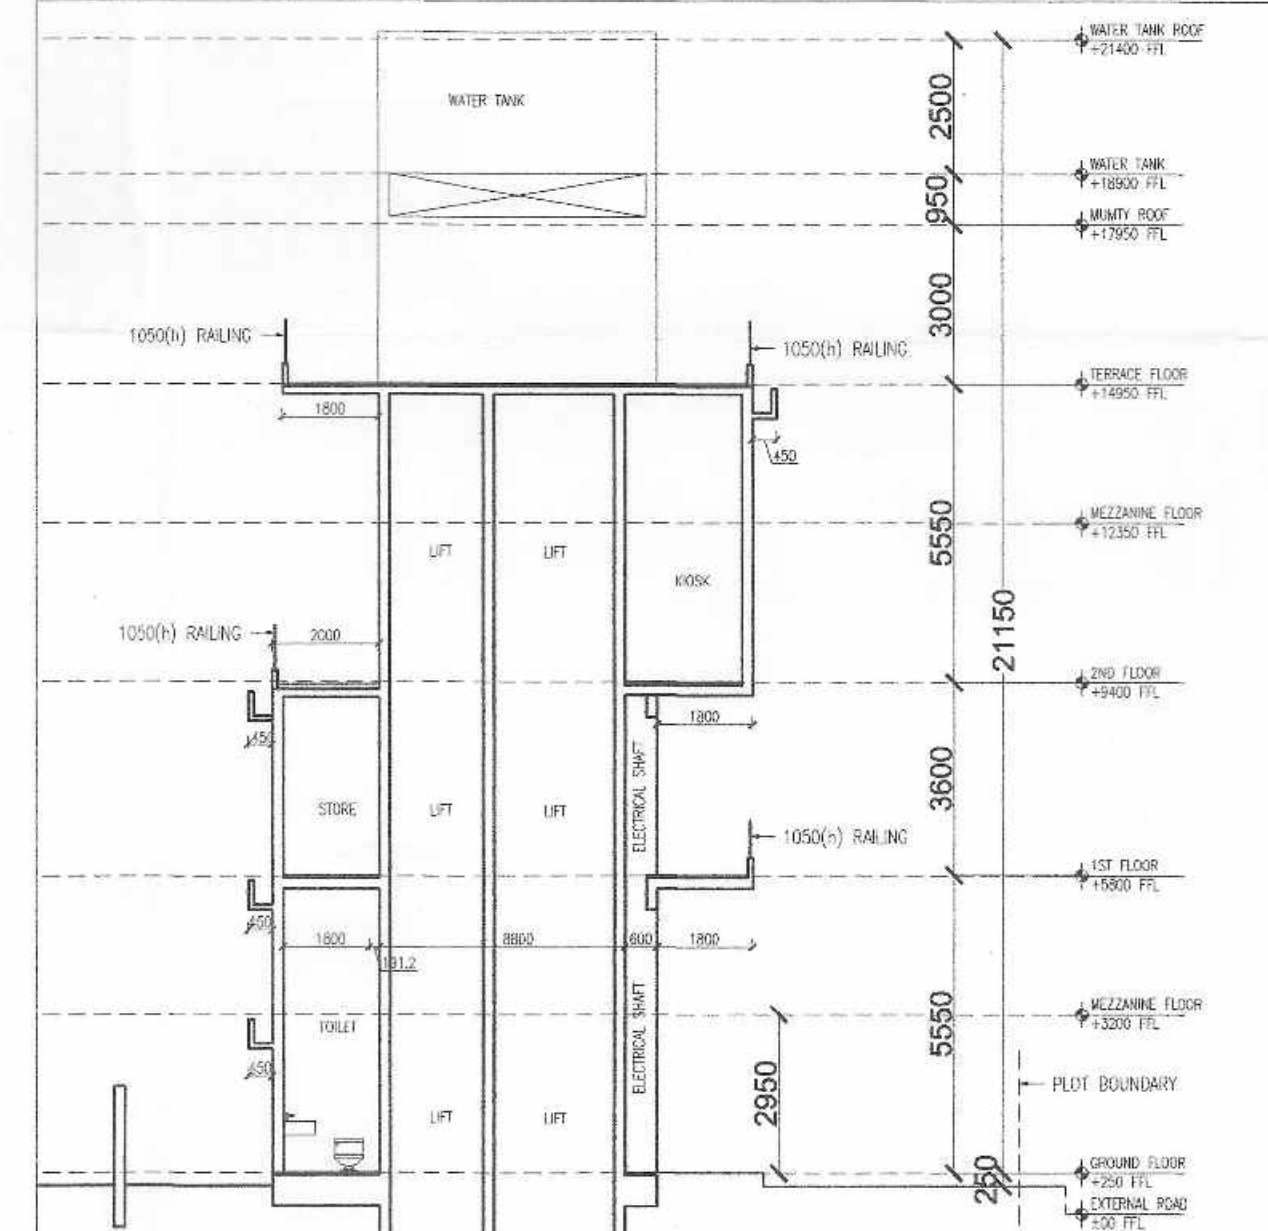 WATER TANK ROOF
+21400 FFL
2500
WATER TANK
WATER TANK
+18900 FFL
950
MUMTY ROOF
+17950 FFL
3000
1050(h) RAILING
1050(h) RAILING
TERRACE FLOOR
+14950 FFL
1800
450
MEZZANINE FLOOR
+12350 FFL
5550
LIFT
LIFT
KIOSK
21150
1050(h) RAILING
2000
2ND FLOOR
+9400 FFL
1800
450
ELECTRICAL SHAFT
3600
STORE
LIFT
LIFT
1050(h) RAILING
1ST FLOOR
+5800 FFL
450
1800
8800
600
1800
191.2
MEZZANINE FLOOR
+3200 FFL
TOILET
ELECTRICAL SHAFT
5550
450
2950
PLOT BOUNDARY
LIFT
LIFT
GROUND FLOOR
+250 FFL
250
EXTERNAL ROAD
±00 FFL